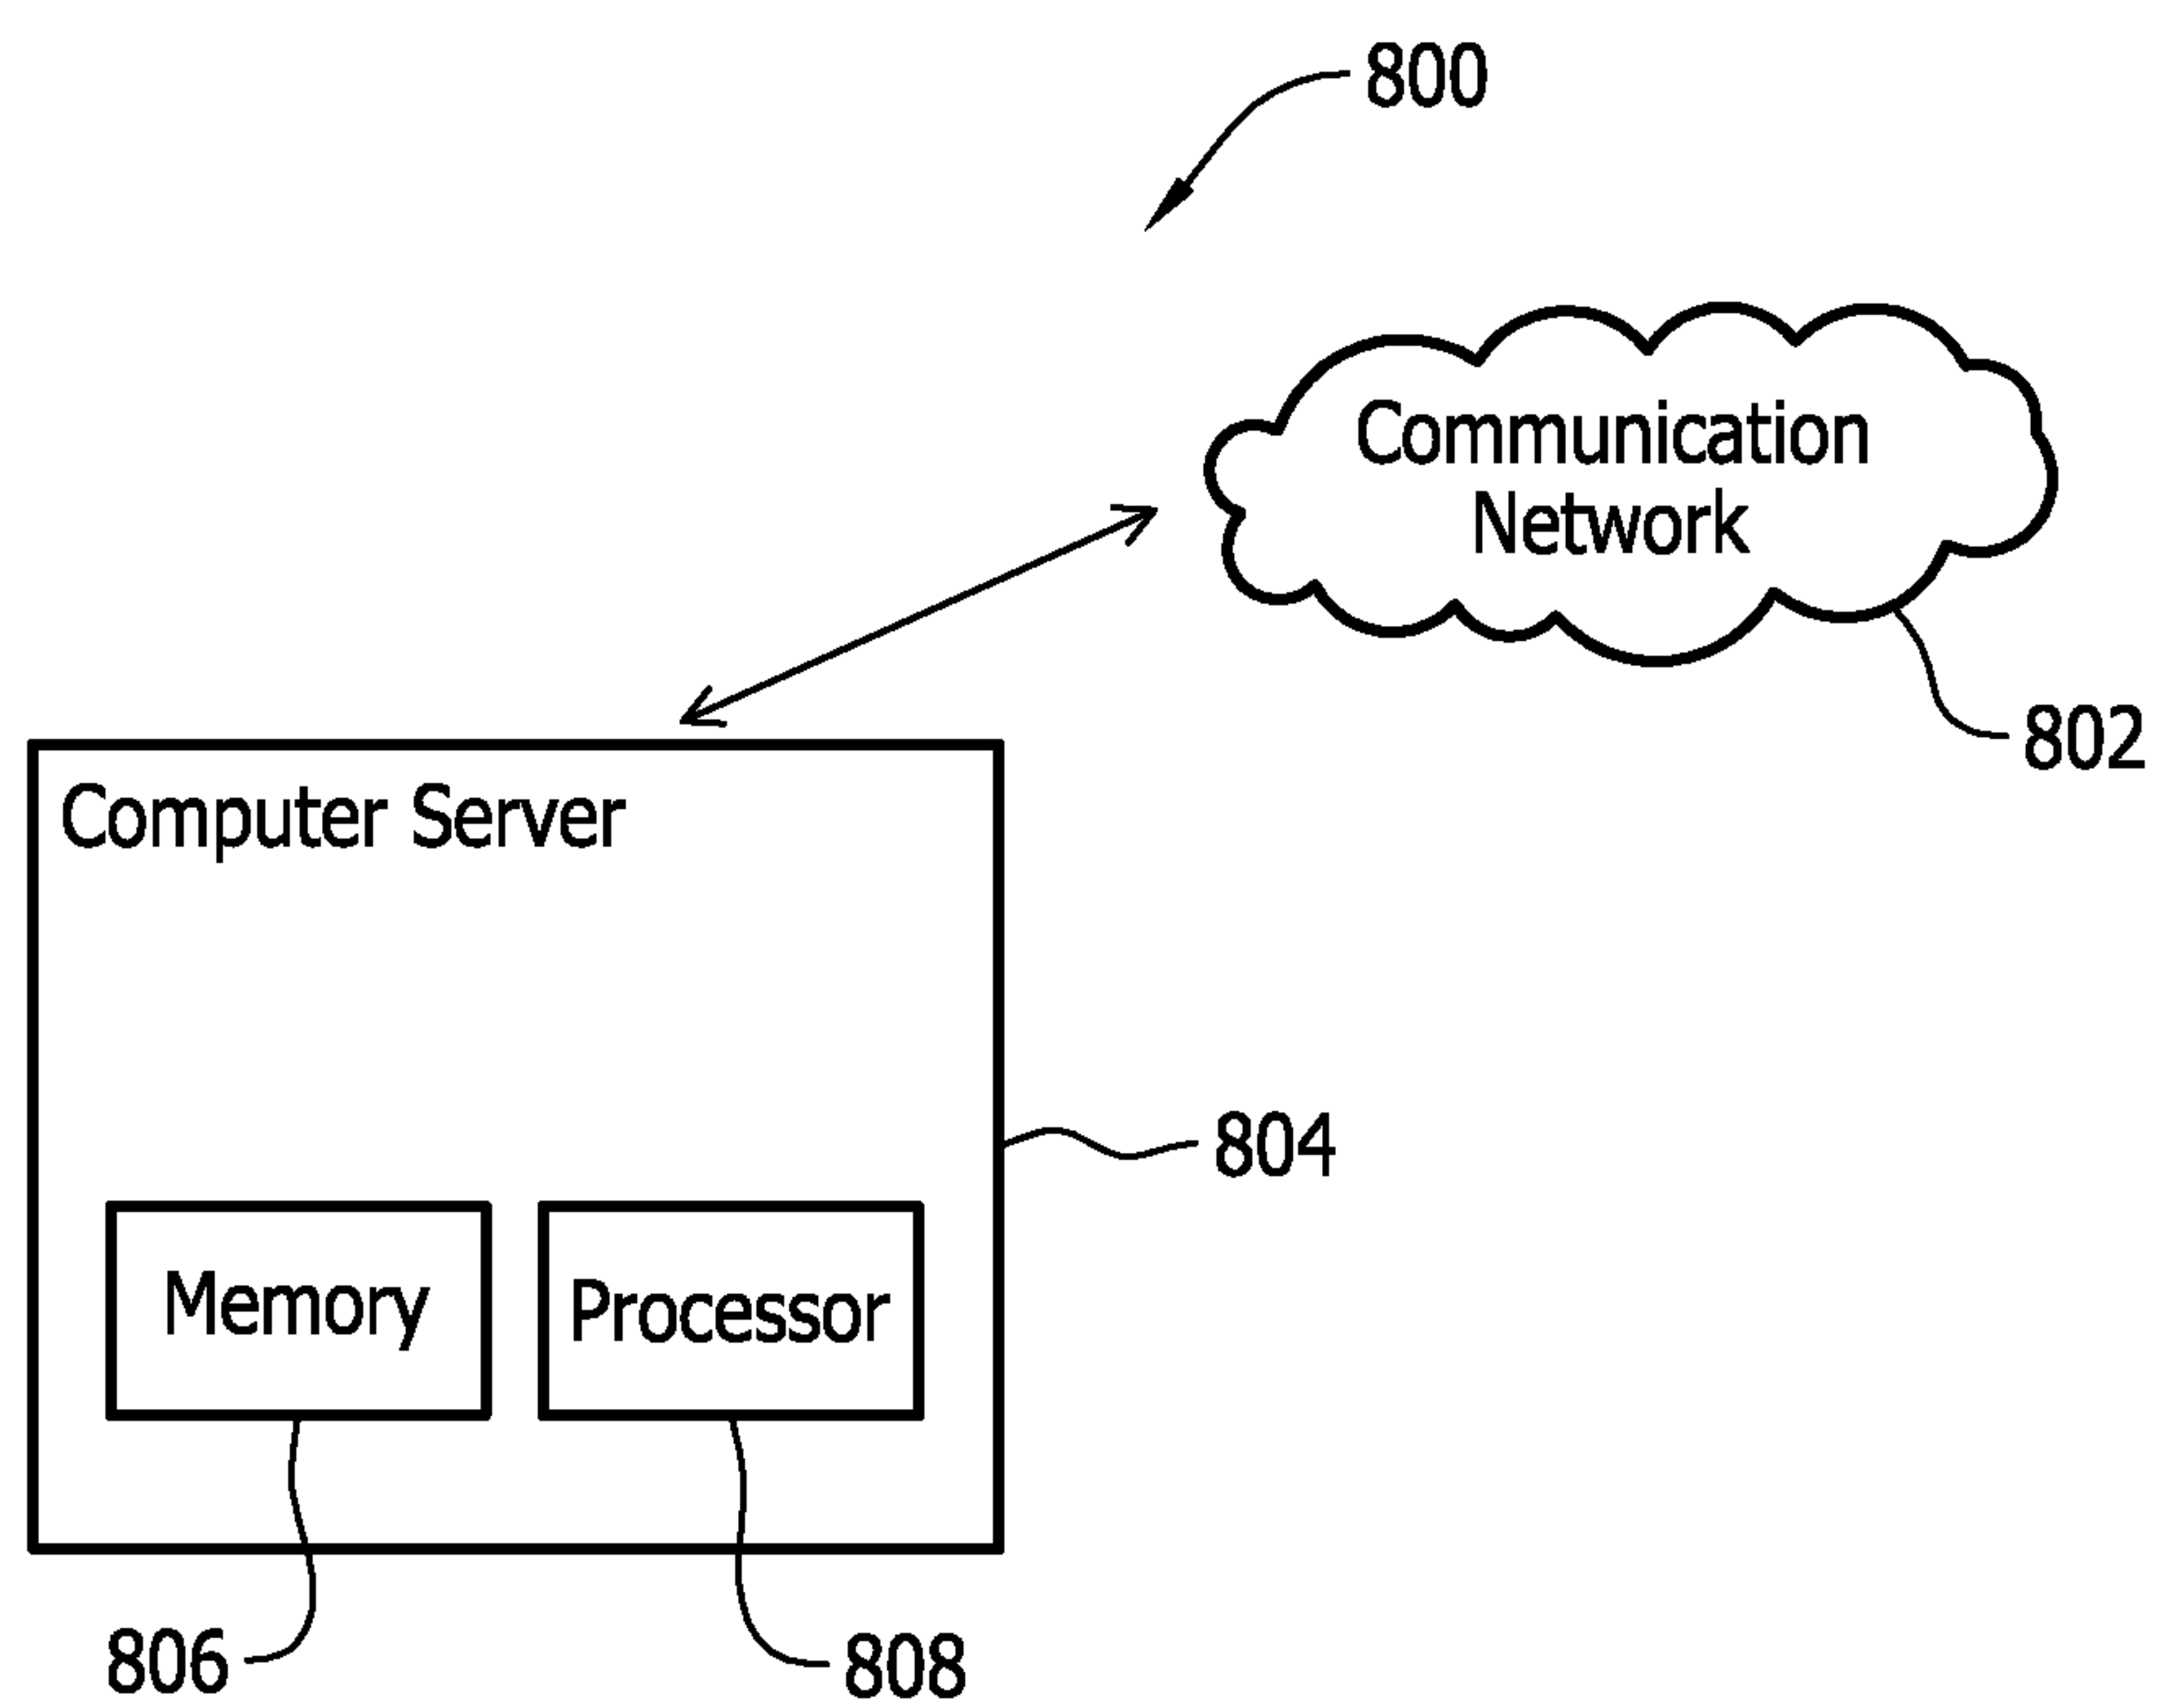 800
Communication
Network
802
Computer Server
804
Memory
Processor
806
808